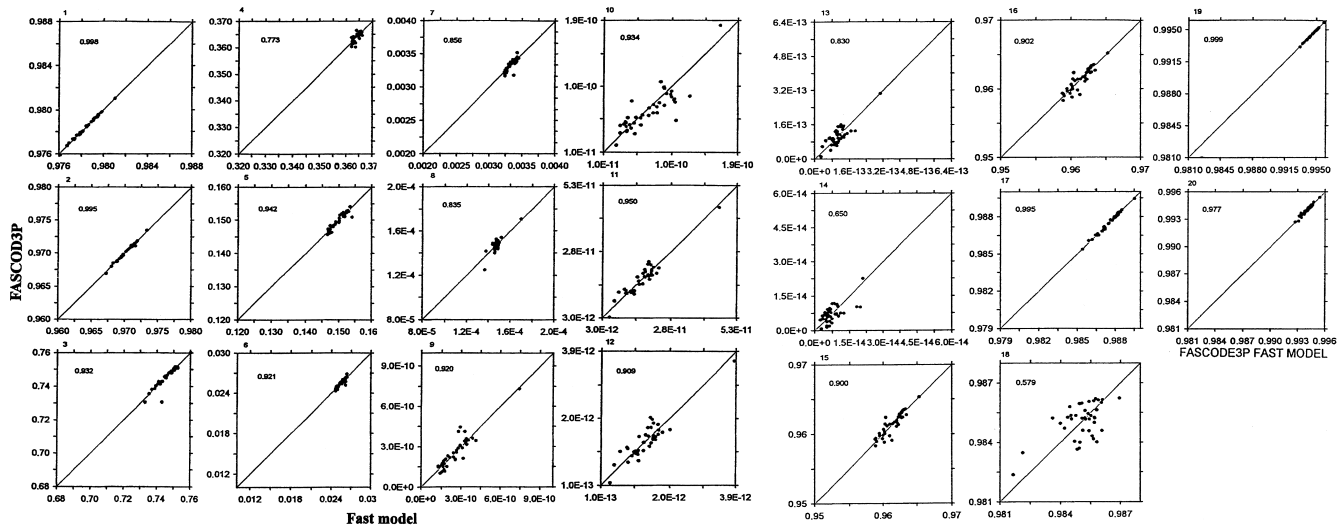 1
0.988
0.984
0.980
0.976
0.998
0.976 0.980 0.984 0.988
4
0.370
0.360
0.350
0.340
0.330
0.320
0.773
0.320 0.330 0.340 0.350 0.360 0.37
7
0.0040
0.0035
0.0030
0.0025
0.0020
0.856
0.0020 0.0025 0.0030 0.0035 0.0040
10
1.9E-10
1.0E-10
1.0E-11
0.934
1.0E-11 1.0E-10 1.9E-10
13
6.4E-13
4.8E-13
3.2E-13
1.6E-13
0.0E+0
0.830
0.0E+0 1.6E-13 3.2E-13 4.8E-13 6.4E-13
16
0.97
0.96
0.95
0.902
0.95 0.96 0.97
19
0.9950
0.9915
0.9880
0.9845
0.9810
0.999
0.9810 0.9845 0.9880 0.9915 0.9950
FASCOD3P
2
0.980
0.975
0.970
0.965
0.960
0.995
0.960 0.965 0.970 0.975 0.980
5
0.160
0.150
0.140
0.130
0.120
0.942
0.120 0.130 0.140 0.150 0.16
8
2.0E-4
1.6E-4
1.2E-4
8.0E-5
0.835
8.0E-5 1.2E-4 1.6E-4 2.0E-4
11
5.3E-11
2.8E-11
3.0E-12
0.950
3.0E-12 2.8E-11 5.3E-11
14
6.0E-14
4.5E-14
3.0E-14
1.5E-14
0.0E+0
0.650
0.0E+0 1.5E-14 3.0E-14 4.5E-14 6.0E-14
17
0.988
0.985
0.982
0.979
0.995
0.979 0.982 0.985 0.988
20
0.996
0.993
0.990
0.987
0.984
0.981
0.977
0.981 0.984 0.987 0.990 0.993 0.996
FASCODE3P FAST MODEL
3
0.76
0.74
0.72
0.70
0.68
0.932
0.68 0.70 0.72 0.74 0.76
6
0.030
0.024
0.018
0.012
0.921
0.012 0.018 0.024 0.03
9
9.0E-10
6.0E-10
3.0E-10
0.0E+0
0.920
0.0E+0 3.0E-10 6.0E-10 9.0E-10
12
3.9E-12
2.0E-12
1.0E-13
0.909
1.0E-13 2.0E-12 3.9E-12
15
0.97
0.96
0.95
0.900
0.95 0.96 0.97
18
0.987
0.984
0.981
0.579
0.981 0.984 0.987
Fast model